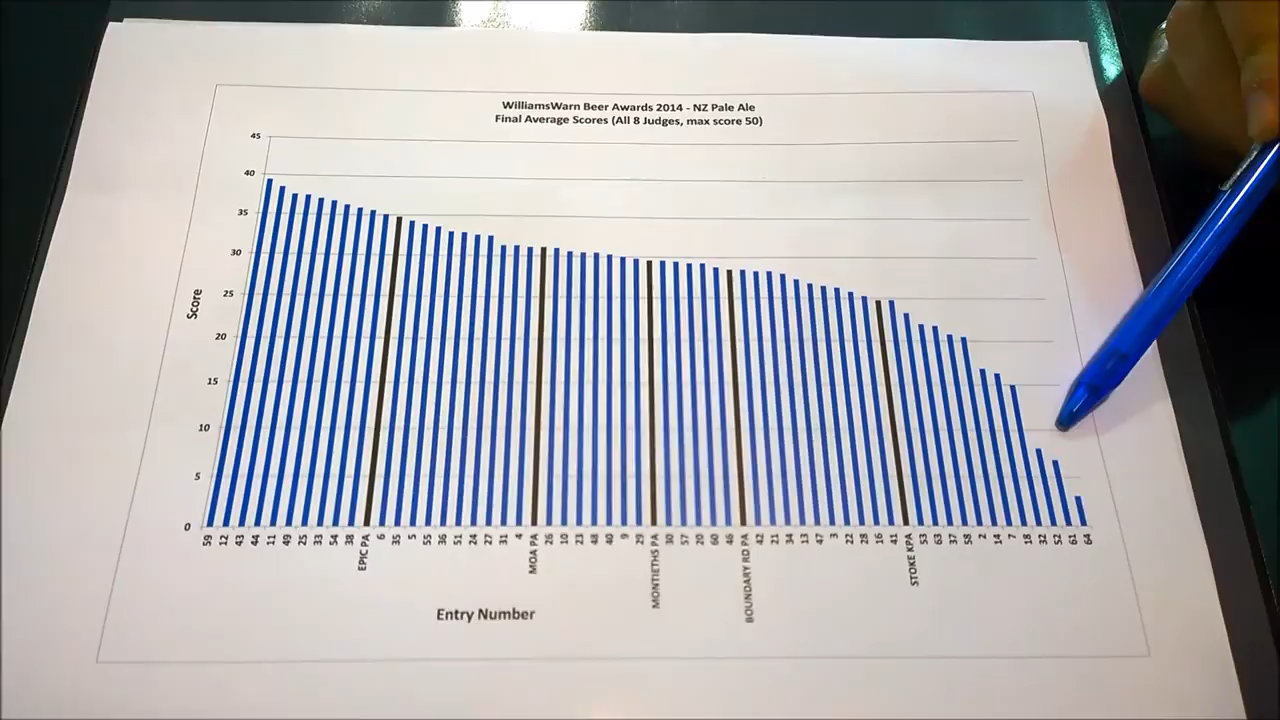 WilliamsWarn Beer Awards 2014 - NZ Pale Ale
Final Average Scores (All 8 Judges, max score 50)
45
40
35
30
25
20
15
10
5
0
Score
59 12 43 44 11 49 25 33 54 38 EPIC PA 6 35 5 55 36 51 24 27 31 4 MOA PA 26 10 23 48 40 9 29 MONTIETHS PA 30 57 20 60 46 BOUNDARY RD PA 42 21 34 13 47 3 22 28 16 41 STOKE KPA 53 63 37 58 2 14 7 18 32 52 61 64
Entry Number